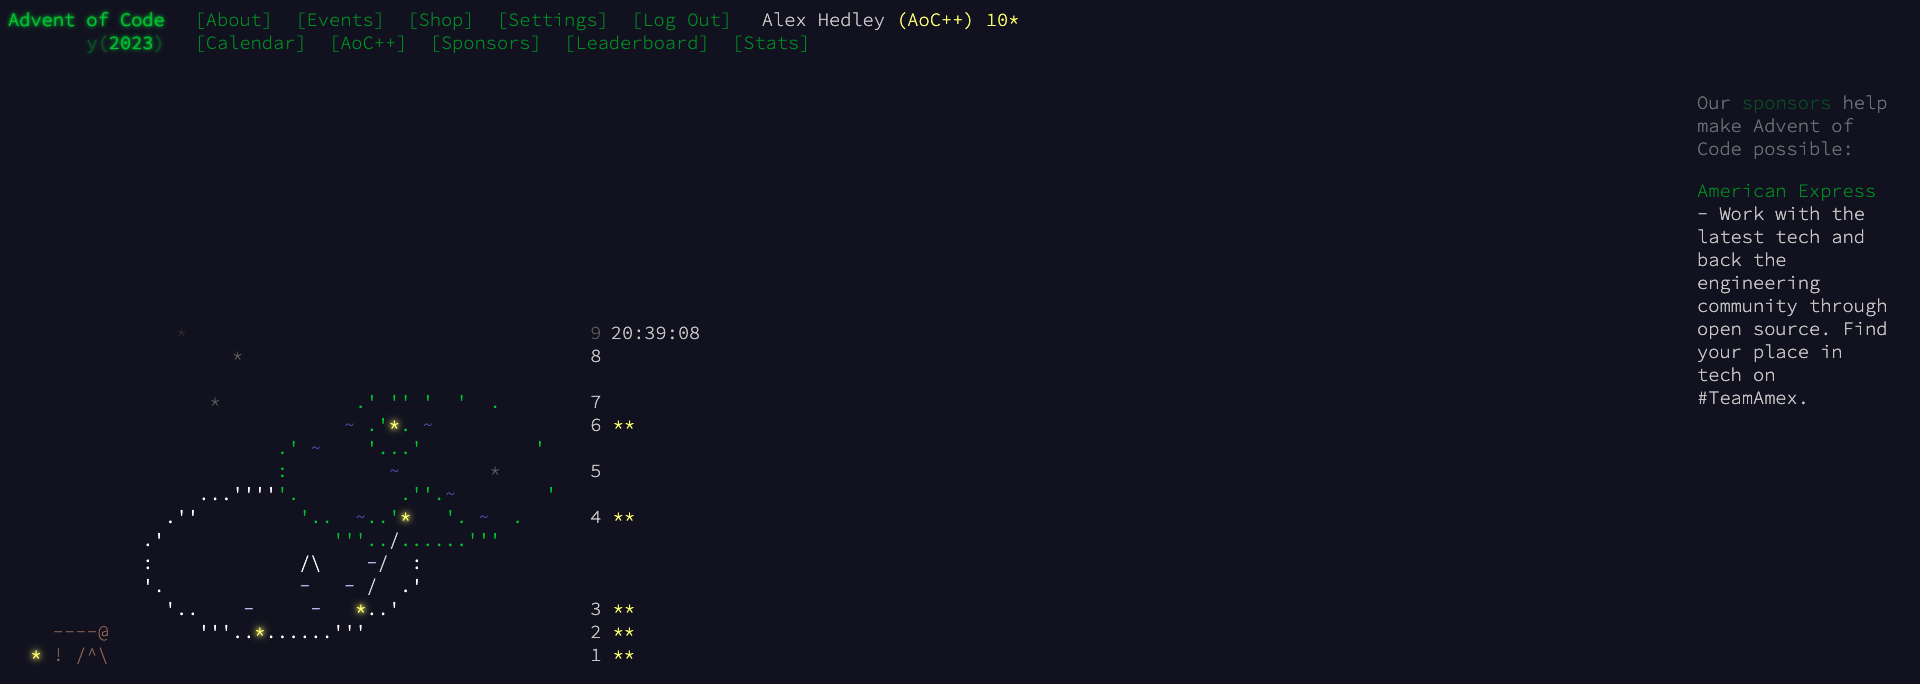 Advent of Code [About] [Events] [Shop] [Settings] [Log Out] Alex Hedley (AoC++) 10*
y(2023) [Calendar] [AoC++] [Sponsors] [Leaderboard] [Stats]
Our sponsors help
make Advent of
Code possible:
American Express
- Work with the
latest tech and
back the
engineering
community through
open source. Find
your place in
tech on
#TeamAmex.
* 9 20:39:08
* 8
* .' '' ' ' . 7
~ .'*. ~ 6 **
.' ~ '...' '
: ~ * 5
...'''''. .''.~ '
.'' '.. ~..'* '. ~ . 4 **
.' '''../......'''
: /\ -/ :
'. - - / .'
'.. - - *..' 3 **
----@ '''..*......''' 2 **
* ! /^\ 1 **